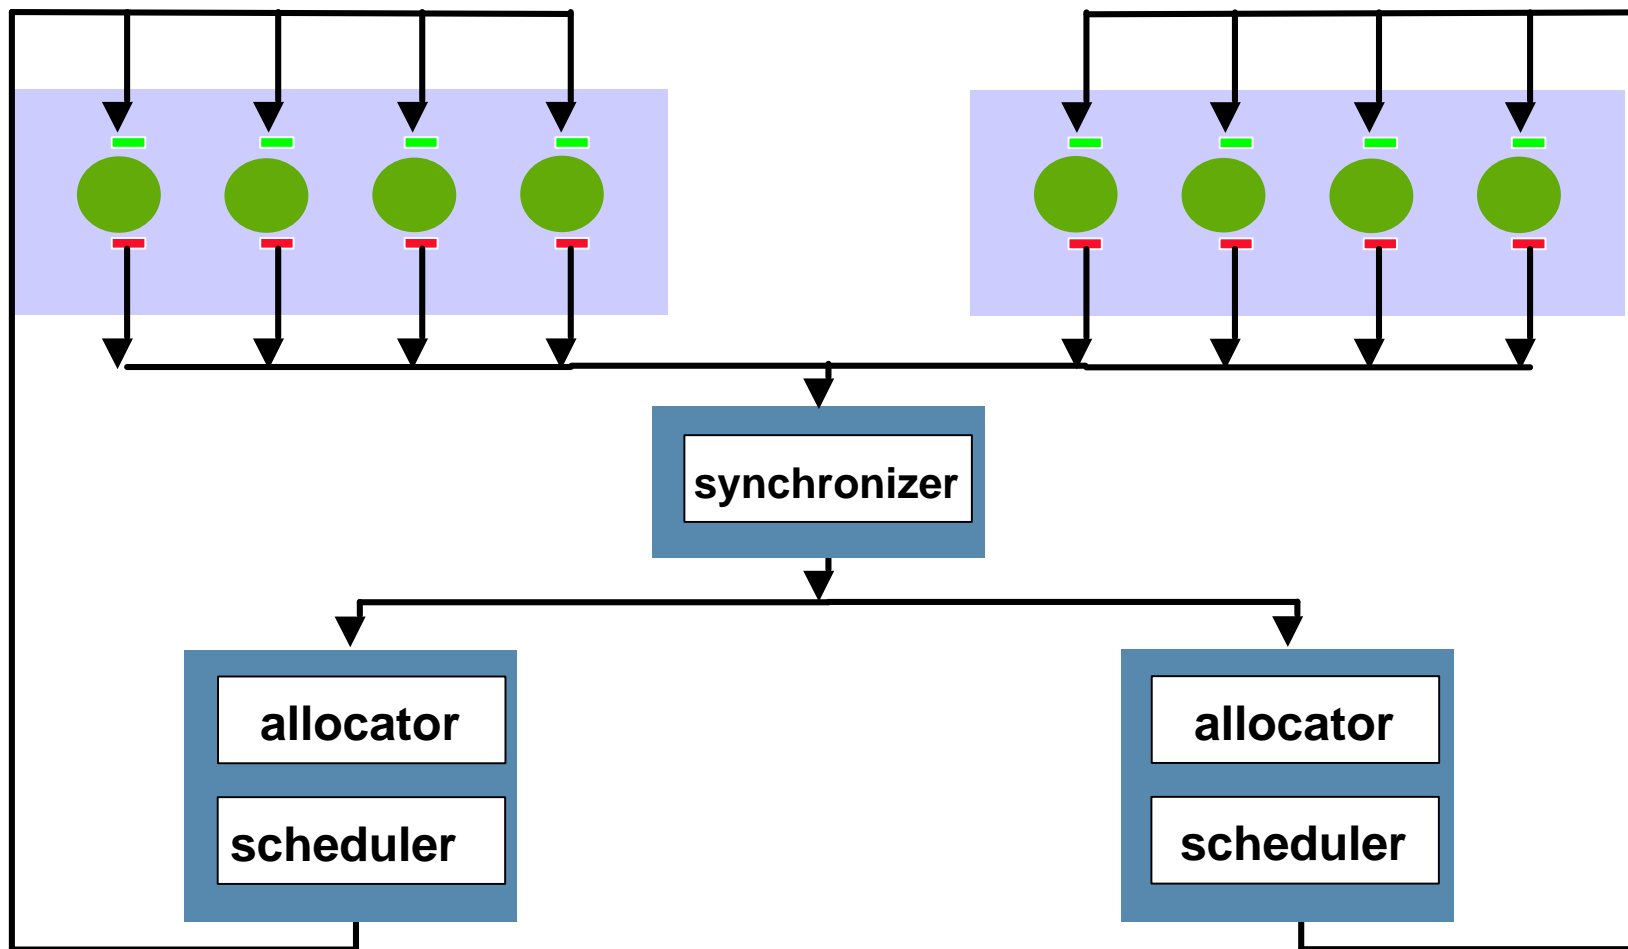 synchronizer
allocator
scheduler
allocator
scheduler